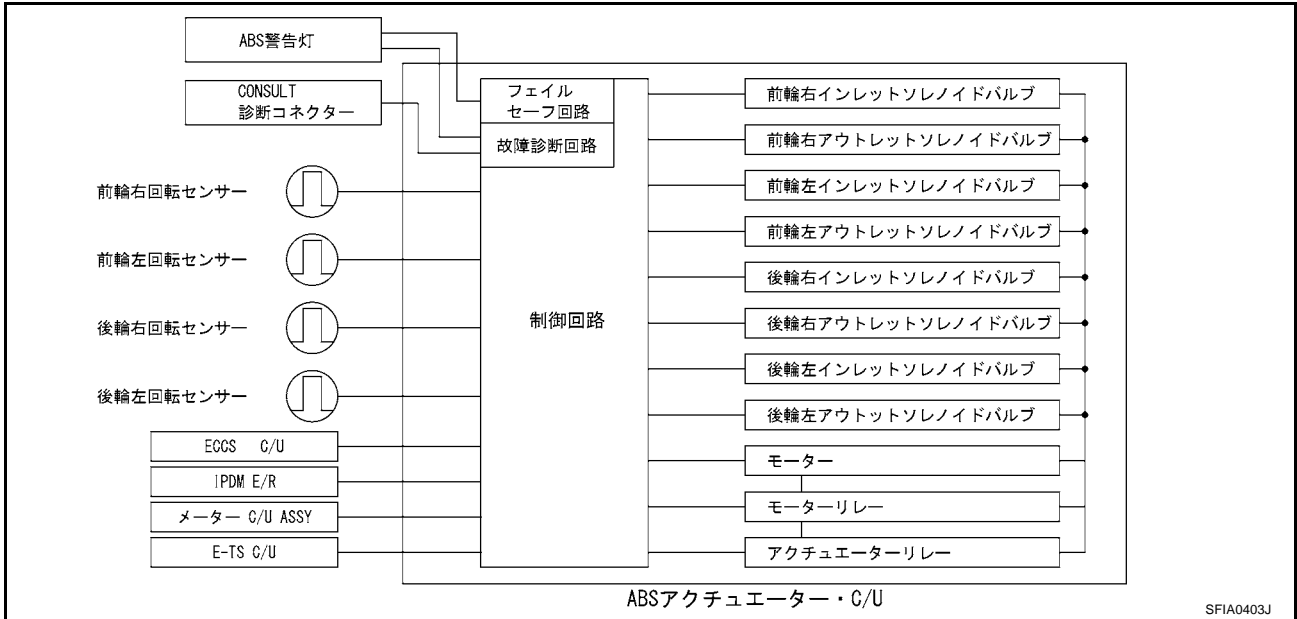 ABS警告灯
CONSULT
診断コネクター
前輪右回転センサー
前輪左回転センサー
後輪右回転センサー
後輪左回転センサー
ECCS C/U
IPDM E/R
メーター C/U ASSY
E-TS C/U
フェイル
セーフ回路
故障診断回路
制御回路
前輪右インレットソレノイドバルブ
前輪右アウトレットソレノイドバルブ
前輪左インレットソレノイドバルブ
前輪左アウトレットソレノイドバルブ
後輪右インレットソレノイドバルブ
後輪右アウトレットソレノイドバルブ
後輪左インレットソレノイドバルブ
後輪左アウトットソレノイドバルブ
モーター
モーターリレー
アクチュエーターリレー
ABSアクチュエーター・C/U
SFIA0403J